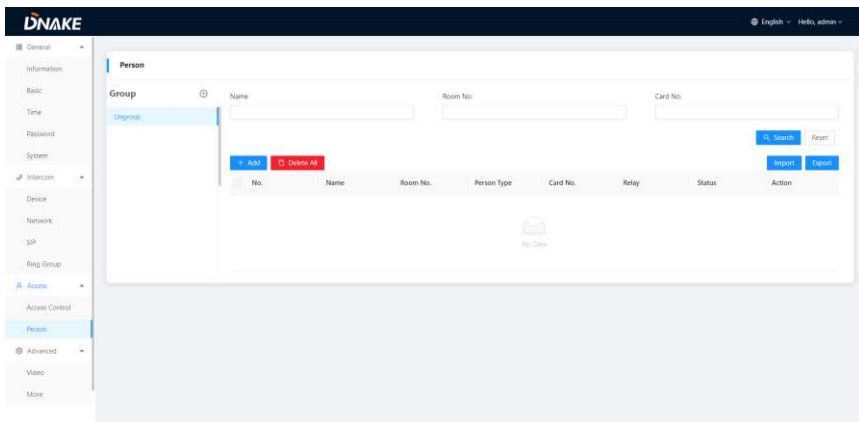 DNAKE
English
Hello, admin
General
Information
Basic
Time
Password
System
Intercom
Device
Network
SIP
Ring Group
Access
Access Control
Person
Advanced
Video
More
Person
Group
Ungroup
Name
Room No.
Card No.
Search
Reset
+ Add
Delete All
Import
Export
No.
Name
Room No.
Person Type
Card No.
Relay
Status
Action
No Data